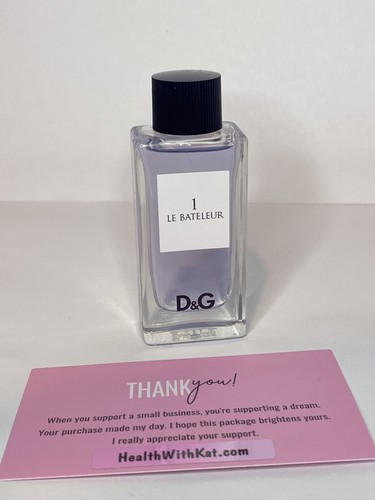 1
LE BATELEUR
D&G
THANK you!
When you support a small business, you're supporting a dream.
Your purchase made my day. I hope this package brightens yours.
I really appreciate your support.
HealthWithKat.com